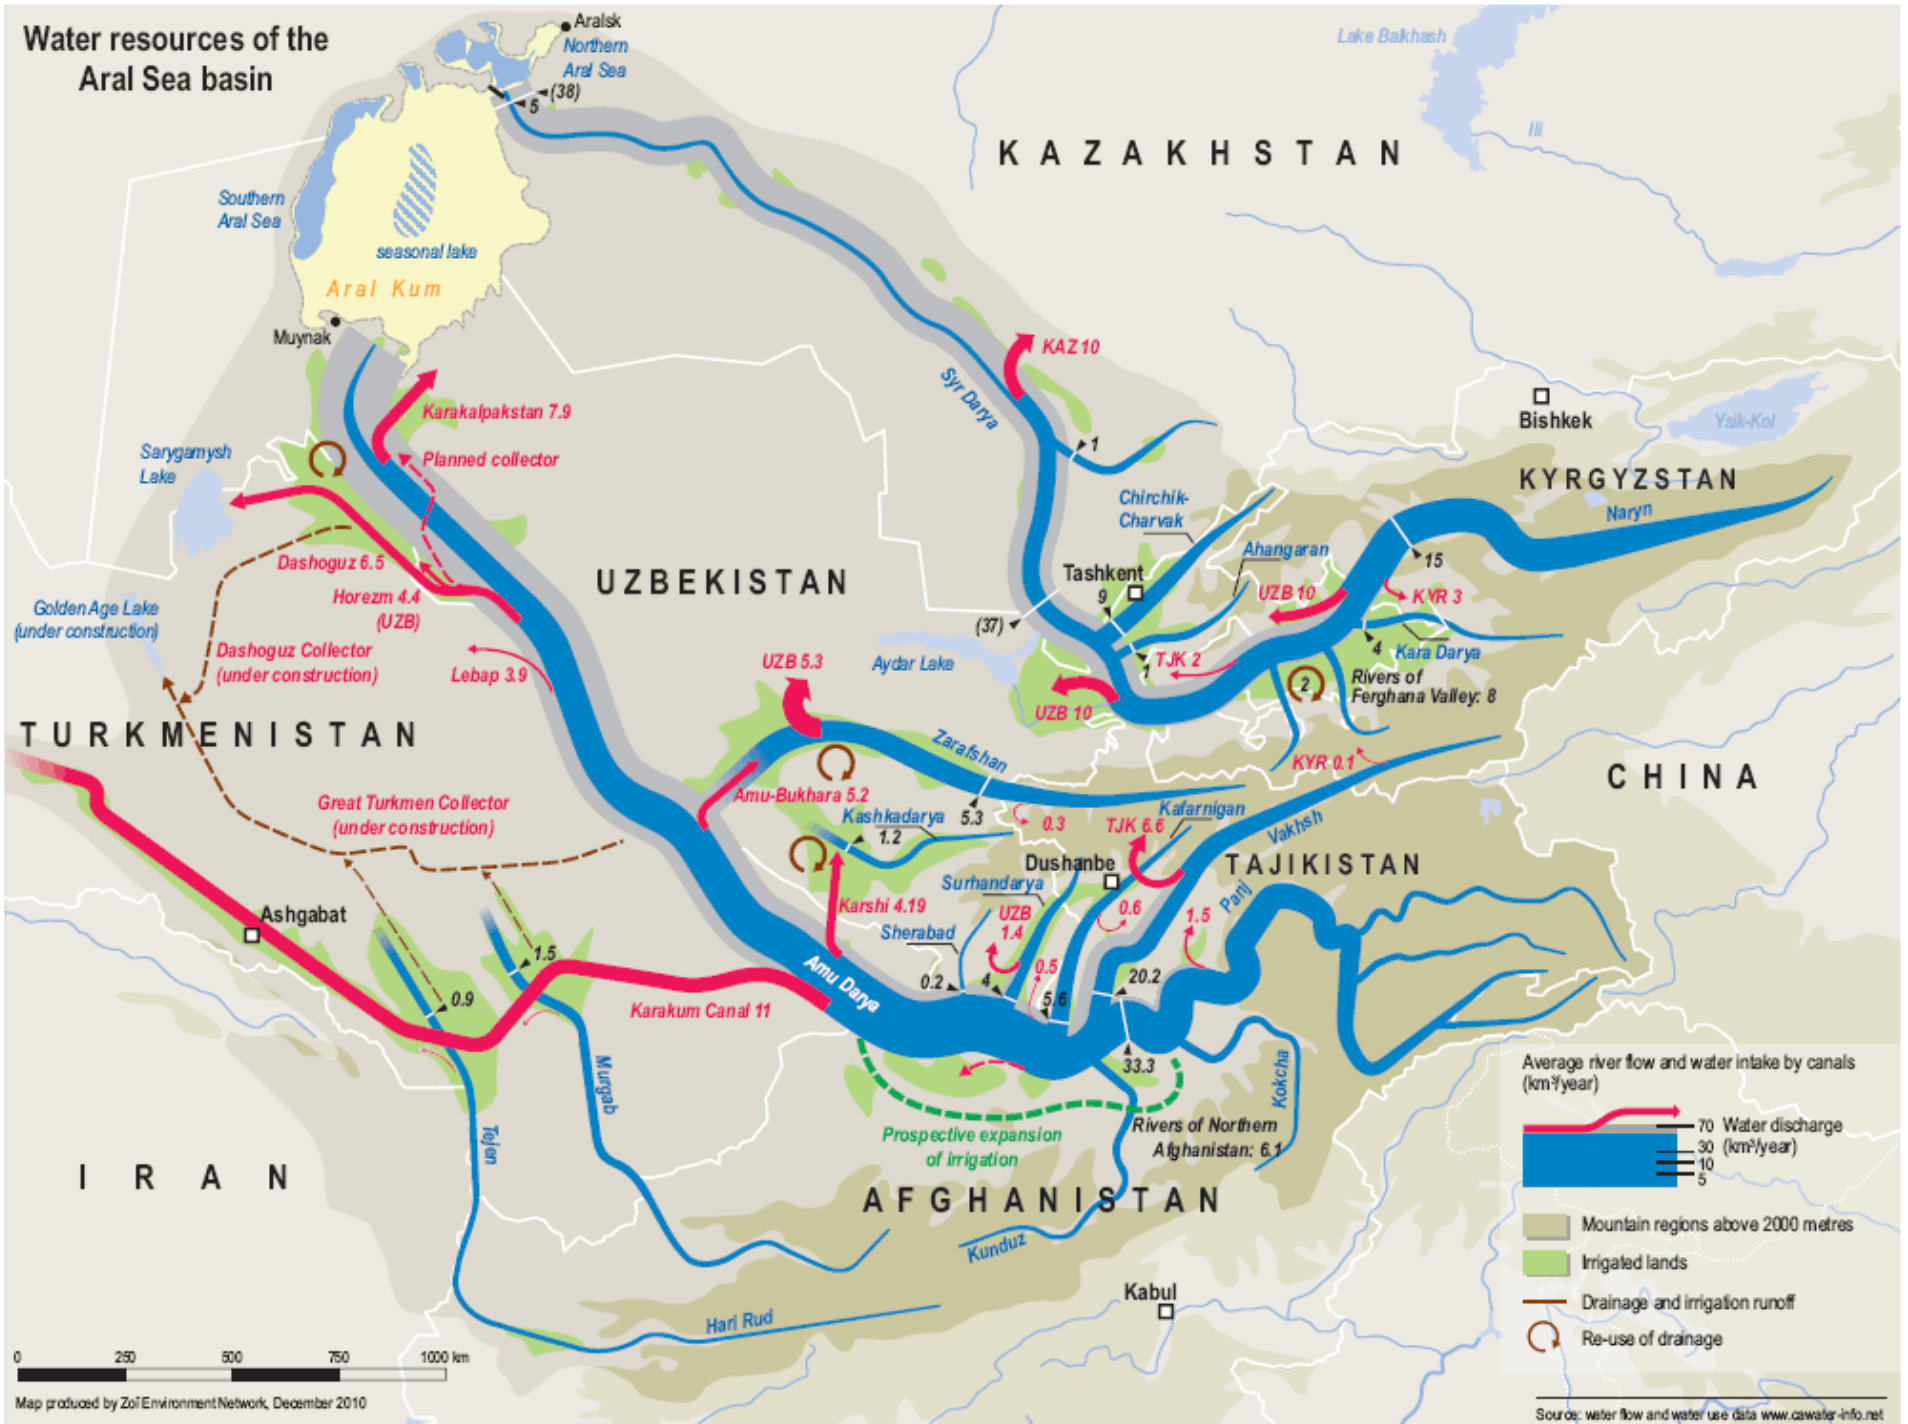 Water resources of the
Aral Sea basin
Aralsk
Northern
Aral Sea
(38)
5
Lake Balkhash
Ili
KAZAKHSTAN
Southern
Aral Sea
seasonal lake
Aral Kum
Muynak
KAZ 10
Syr Darya
Karakalpakstan 7.9
Planned collector
Sarygamysh
Lake
1
Bishkek
Ysik-Kol
KYRGYZSTAN
Naryn
Chirchik-
Charvak
Ahangaran
15
Tashkent
9
UZB 10
KYR 3
UZBEKISTAN
Dashoguz 6.5
Horezm 4.4
(UZB)
Golden Age Lake
(under construction)
Dashoguz Collector
(under construction)
Lebap 3.9
(37)
Aydar Lake
1
TJK 2
4
Kara Darya
2
Rivers of
Ferghana Valley: 8
UZB 5.3
UZB 10
KYR 0.1
TURKMENISTAN
Zarafshan
CHINA
Great Turkmen Collector
(under construction)
Amu-Bukhara 5.2
Kashkadarya
1.2
5.3
0.3
Kafarnigan
TJK 6.6
Vakhsh
Dushanbe
TAJIKISTAN
Surhandarya
Panj
Ashgabat
Karshi 4.19
Sherabad
UZB
1.4
0.6
1.5
0.5
1.5
0.9
Amu Darya
0.2
4
5.6
20.2
Karakum Canal 11
33.3
Murgab
Kokcha
Tejen
Prospective expansion
of irrigation
Rivers of Northern
Afghanistan: 6.1
IRAN
AFGHANISTAN
Kunduz
Kabul
Hari Rud
Average river flow and water intake by canals
(km³/year)
70 Water discharge
30 (km³/year)
10
5
Mountain regions above 2000 metres
Irrigated lands
Drainage and irrigation runoff
Re-use of drainage
0 250 500 750 1000 km
Map produced by Zoï Environment Network, December 2010
Source: water flow and water use data www.cawater-info.net